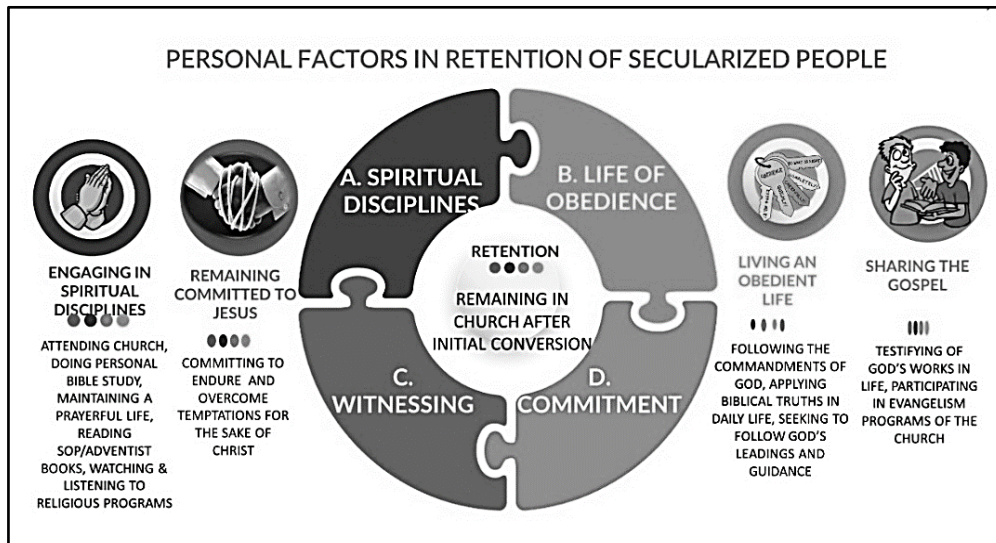 PERSONAL FACTORS IN RETENTION OF SECULARIZED PEOPLE
ENGAGING IN
SPIRITUAL
DISCIPLINES
ATTENDING CHURCH,
DOING PERSONAL
BIBLE STUDY,
MAINTAINING A
PRAYERFUL LIFE,
READING
SOP/ADVENTIST
BOOKS, WATCHING &
LISTENING TO
RELIGIOUS PROGRAMS
REMAINING
COMMITTED TO
JESUS
COMMITTING TO
ENDURE AND
OVERCOME
TEMPTATIONS FOR
THE SAKE OF
CHRIST
A. SPIRITUAL
DISCIPLINES
B. LIFE OF
OBEDIENCE
RETENTION
REMAINING IN
CHURCH AFTER
INITIAL CONVERSION
C.
WITNESSING
D.
COMMITMENT
OBEDIENCE
LIVING AN
OBEDIENT
LIFE
FOLLOWING THE
COMMANDMENTS OF
GOD, APPLYING
BIBLICAL TRUTHS IN
DAILY LIFE, SEEKING TO
FOLLOW GOD'S
LEADINGS AND
GUIDANCE
SHARING THE
GOSPEL
TESTIFYING OF
GOD'S WORKS IN
LIFE, PARTICIPATING
IN EVANGELISM
PROGRAMS OF THE
CHURCH